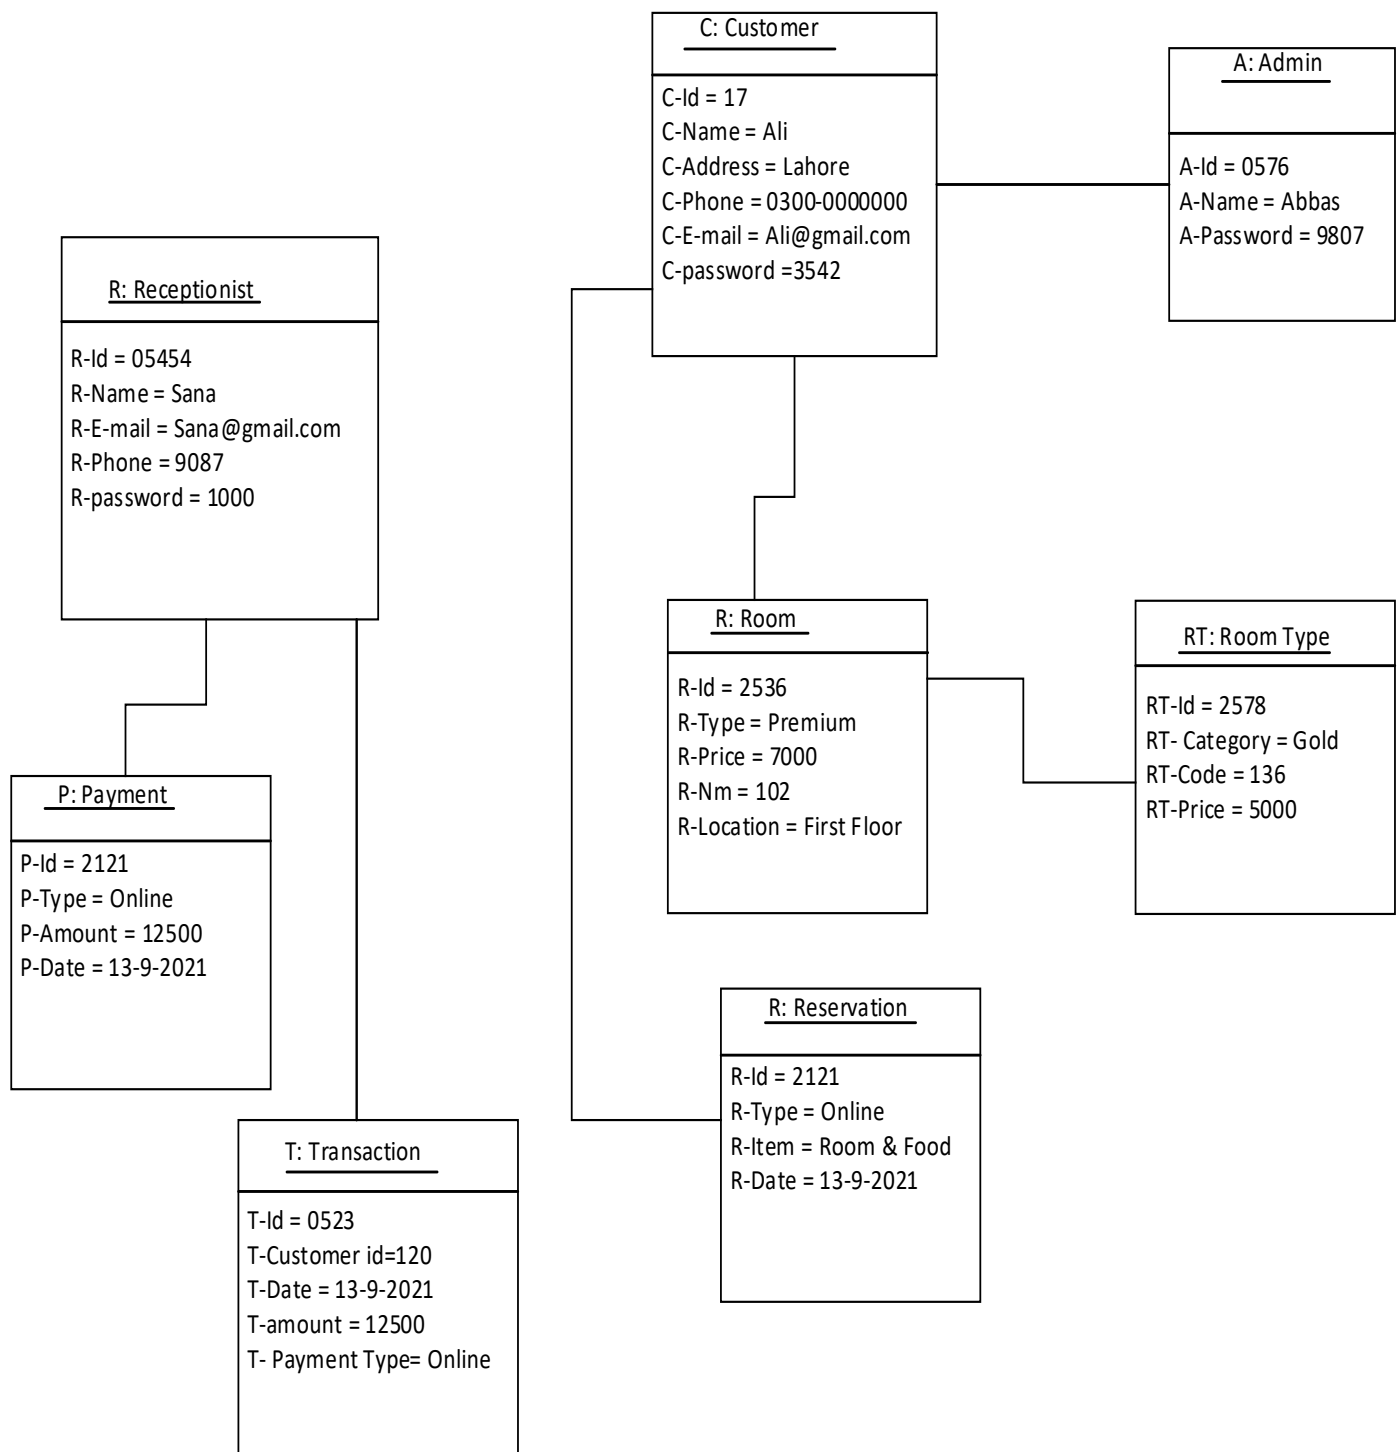 C: Customer
C-Id = 17
C-Name = Ali
C-Address = Lahore
C-Phone = 0300-0000000
C-E-mail = Ali@gmail.com
C-password =3542
A: Admin
A-Id = 0576
A-Name = Abbas
A-Password = 9807
R: Receptionist
R-Id = 05454
R-Name = Sana
R-E-mail = Sana@gmail.com
R-Phone = 9087
R-password = 1000
R: Room
R-Id = 2536
R-Type = Premium
R-Price = 7000
R-Nm = 102
R-Location = First Floor
RT: Room Type
RT-Id = 2578
RT- Category = Gold
RT-Code = 136
RT-Price = 5000
P: Payment
P-Id = 2121
P-Type = Online
P-Amount = 12500
P-Date = 13-9-2021
R: Reservation
R-Id = 2121
R-Type = Online
R-Item = Room & Food
R-Date = 13-9-2021
T: Transaction
T-Id = 0523
T-Customer id=120
T-Date = 13-9-2021
T-amount = 12500
T- Payment Type= Online